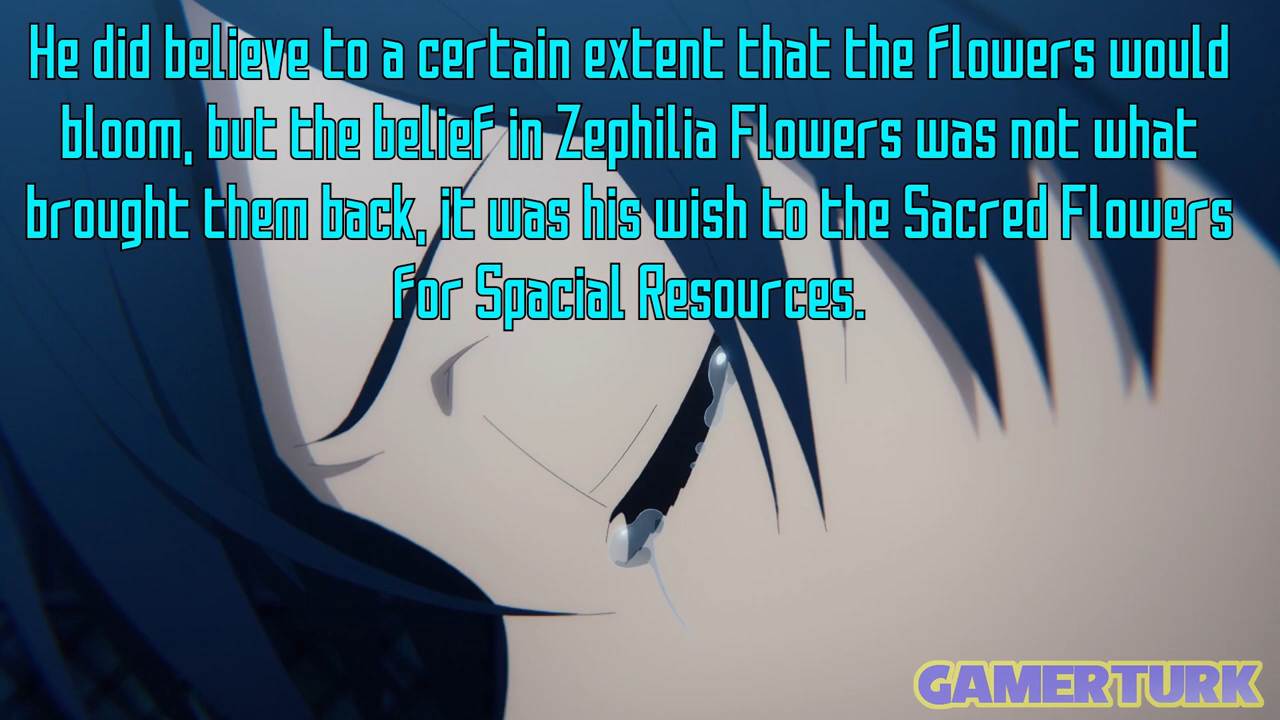 He did believe to a certain extent that the flowers would
bloom, but the belief in Zephilia Flowers was not what
brought them back, it was his wish to the Sacred Flowers
for Spacial Resources.
GAMERTURK